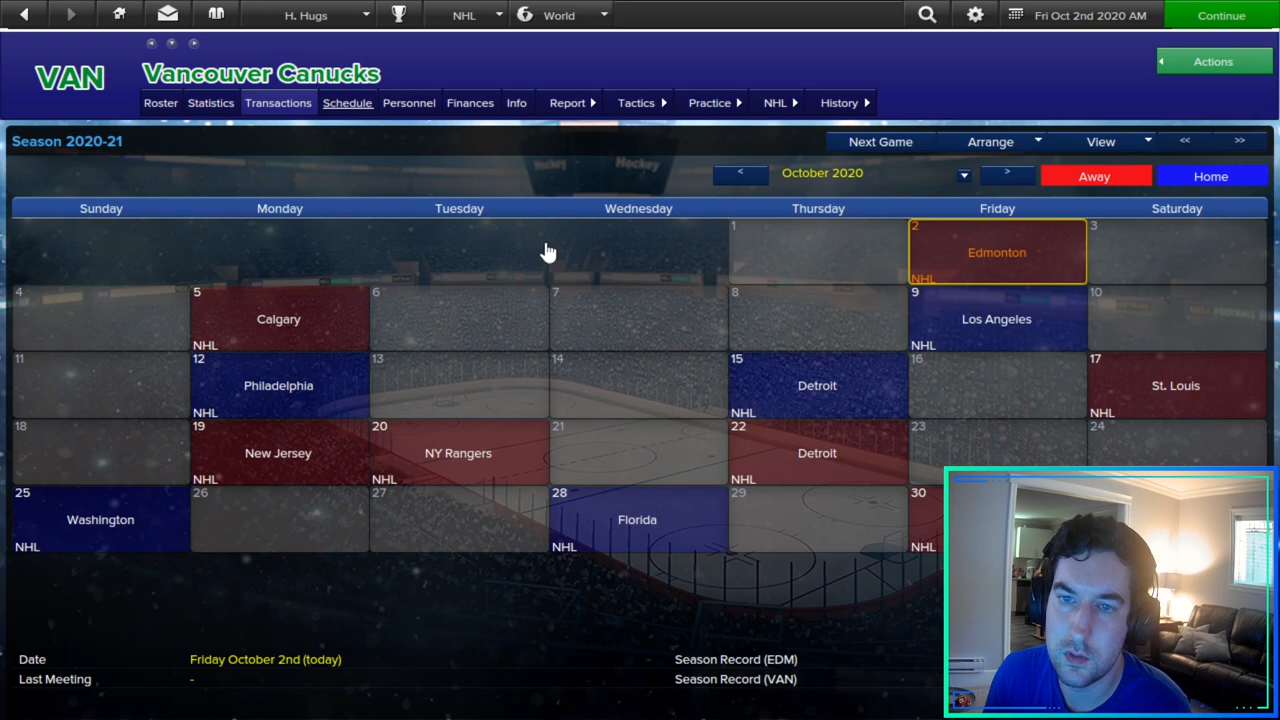 H. Hugs
NHL
World
Fri Oct 2nd 2020 AM
Continue
VAN
Vancouver Canucks
Actions
Roster Statistics Transactions Schedule Personnel Finances Info Report Tactics Practice NHL History
Season 2020-21
Next Game Arrange View << >>
< October 2020 > Away Home
Sunday Monday Tuesday Wednesday Thursday Friday Saturday
1 2 3
Edmonton
NHL
4 5 6 7 8 9 10
Calgary Los Angeles
NHL NHL
11 12 13 14 15 16 17
Philadelphia Detroit St. Louis
NHL NHL NHL
18 19 20 21 22 23 24
New Jersey NY Rangers Detroit
NHL NHL NHL
25 26 27 28 29 30
Washington Florida
NHL NHL NHL
Date Friday October 2nd (today) Season Record (EDM)
Last Meeting - Season Record (VAN)